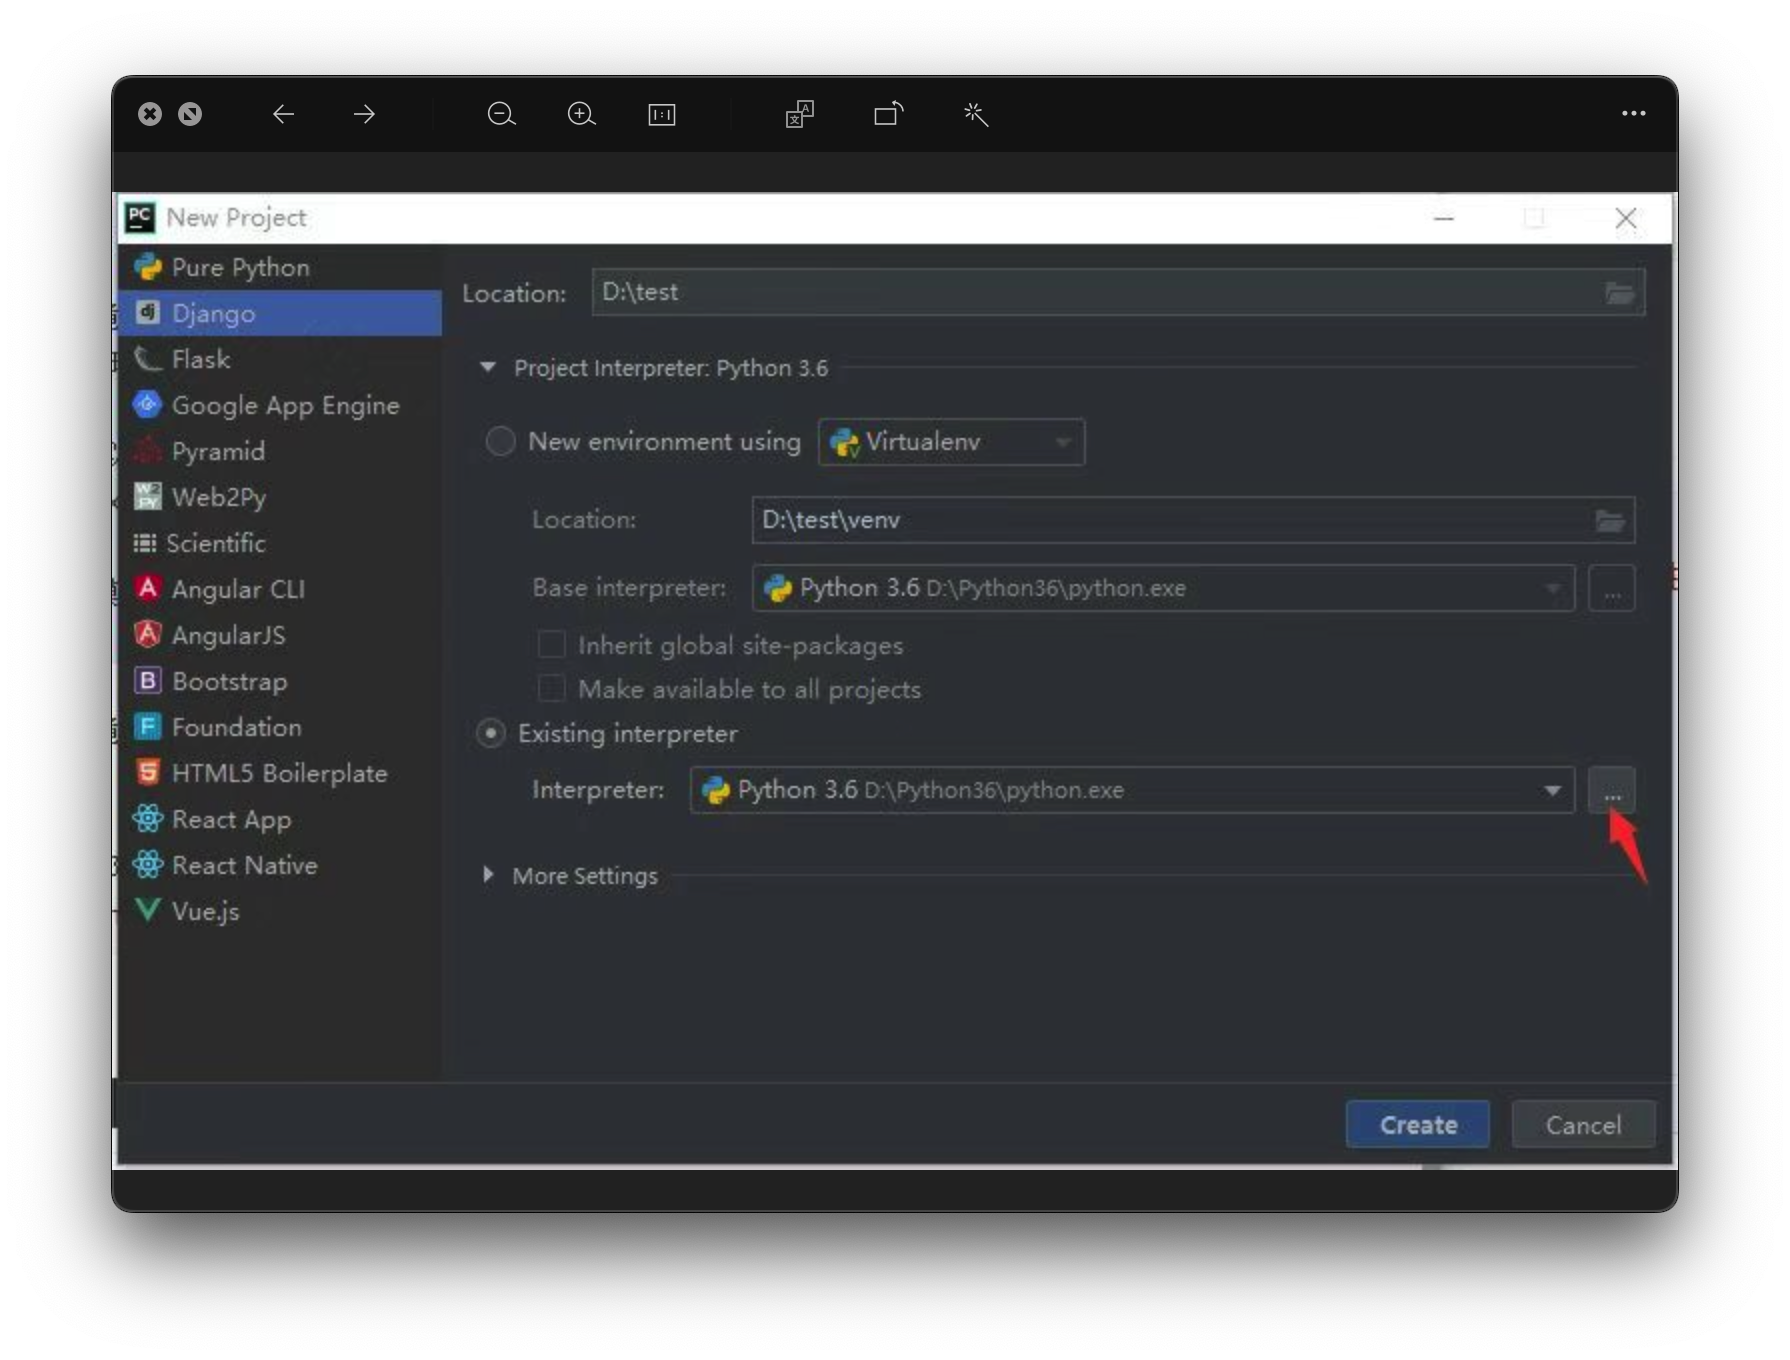 New Project
Pure Python
Django
Flask
Google App Engine
Pyramid
Web2Py
Scientific
Angular CLI
AngularJS
Bootstrap
Foundation
HTML5 Boilerplate
React App
React Native
Vue.js
Location: D:\test
Project Interpreter: Python 3.6
New environment using Virtualenv
Location: D:\test\venv
Base interpreter: Python 3.6 D:\Python36\python.exe ...
Inherit global site-packages
Make available to all projects
Existing interpreter
Interpreter: Python 3.6 D:\Python36\python.exe ...
More Settings
Create Cancel